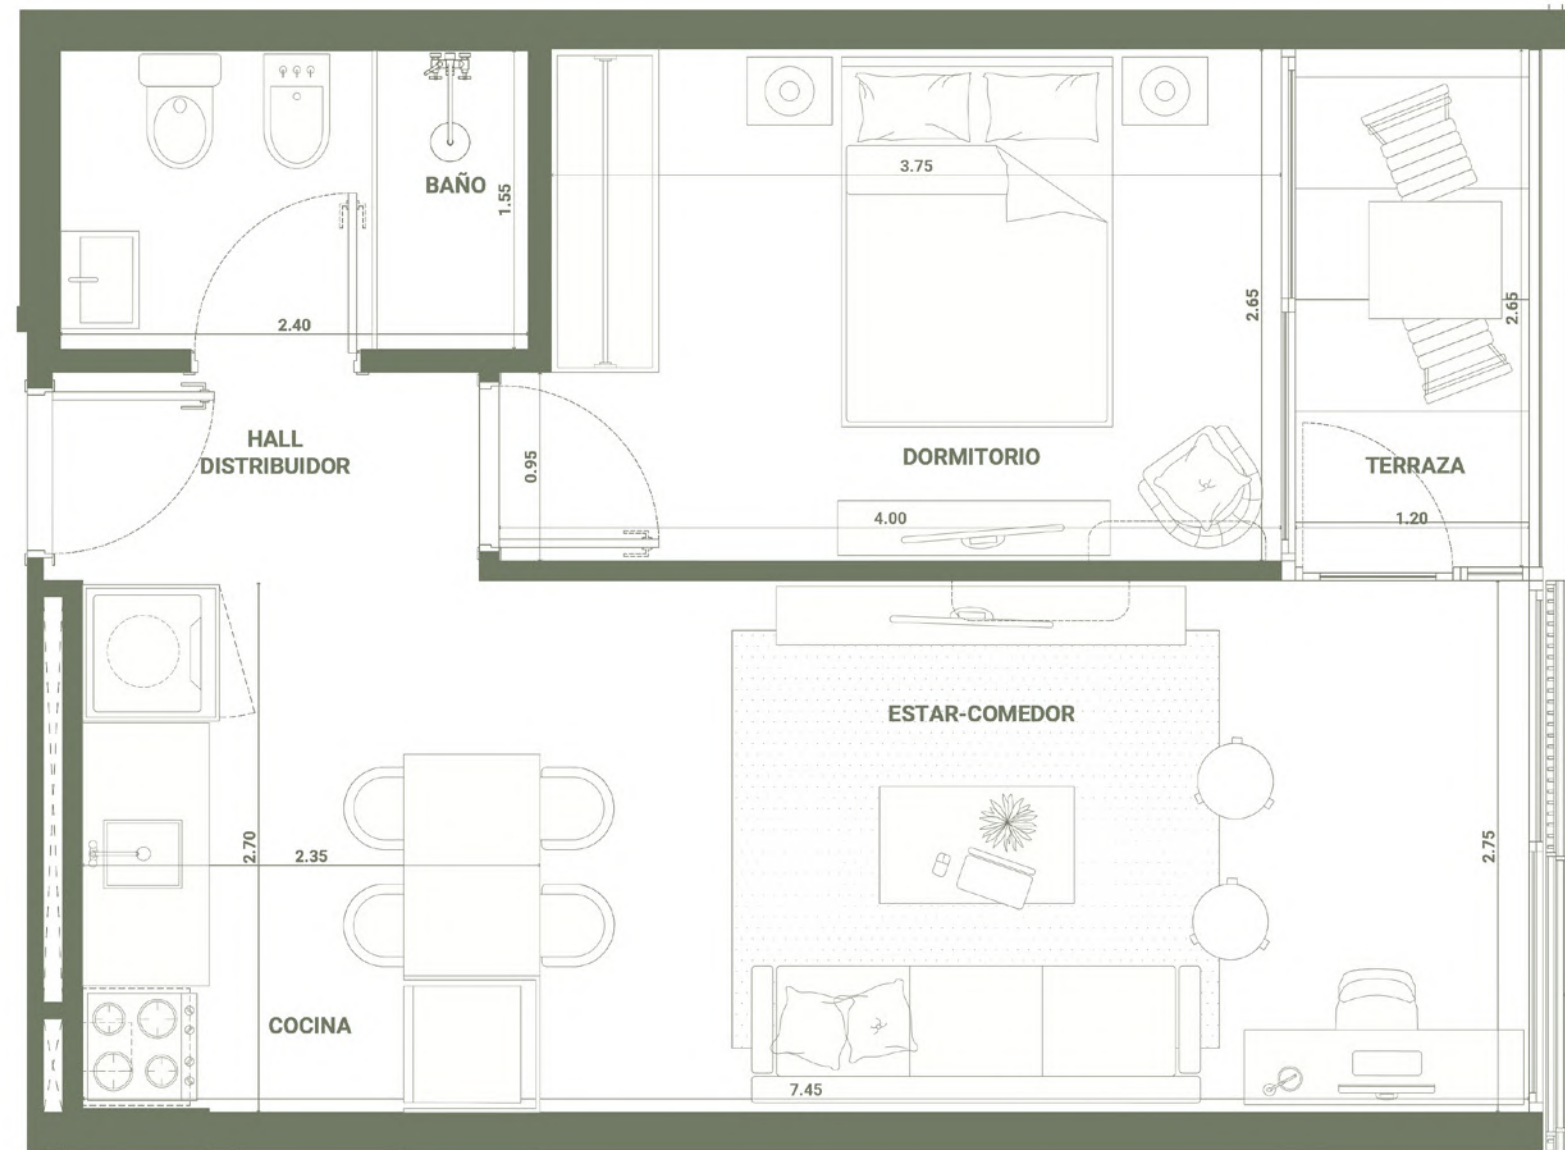 BAÑO
1.55
2.40
3.75
2.65
2.65
HALL
DISTRIBUIDOR
0.95
DORMITORIO
4.00
TERRAZA
1.20
ESTAR-COMEDOR
2.70
2.35
2.75
COCINA
7.45